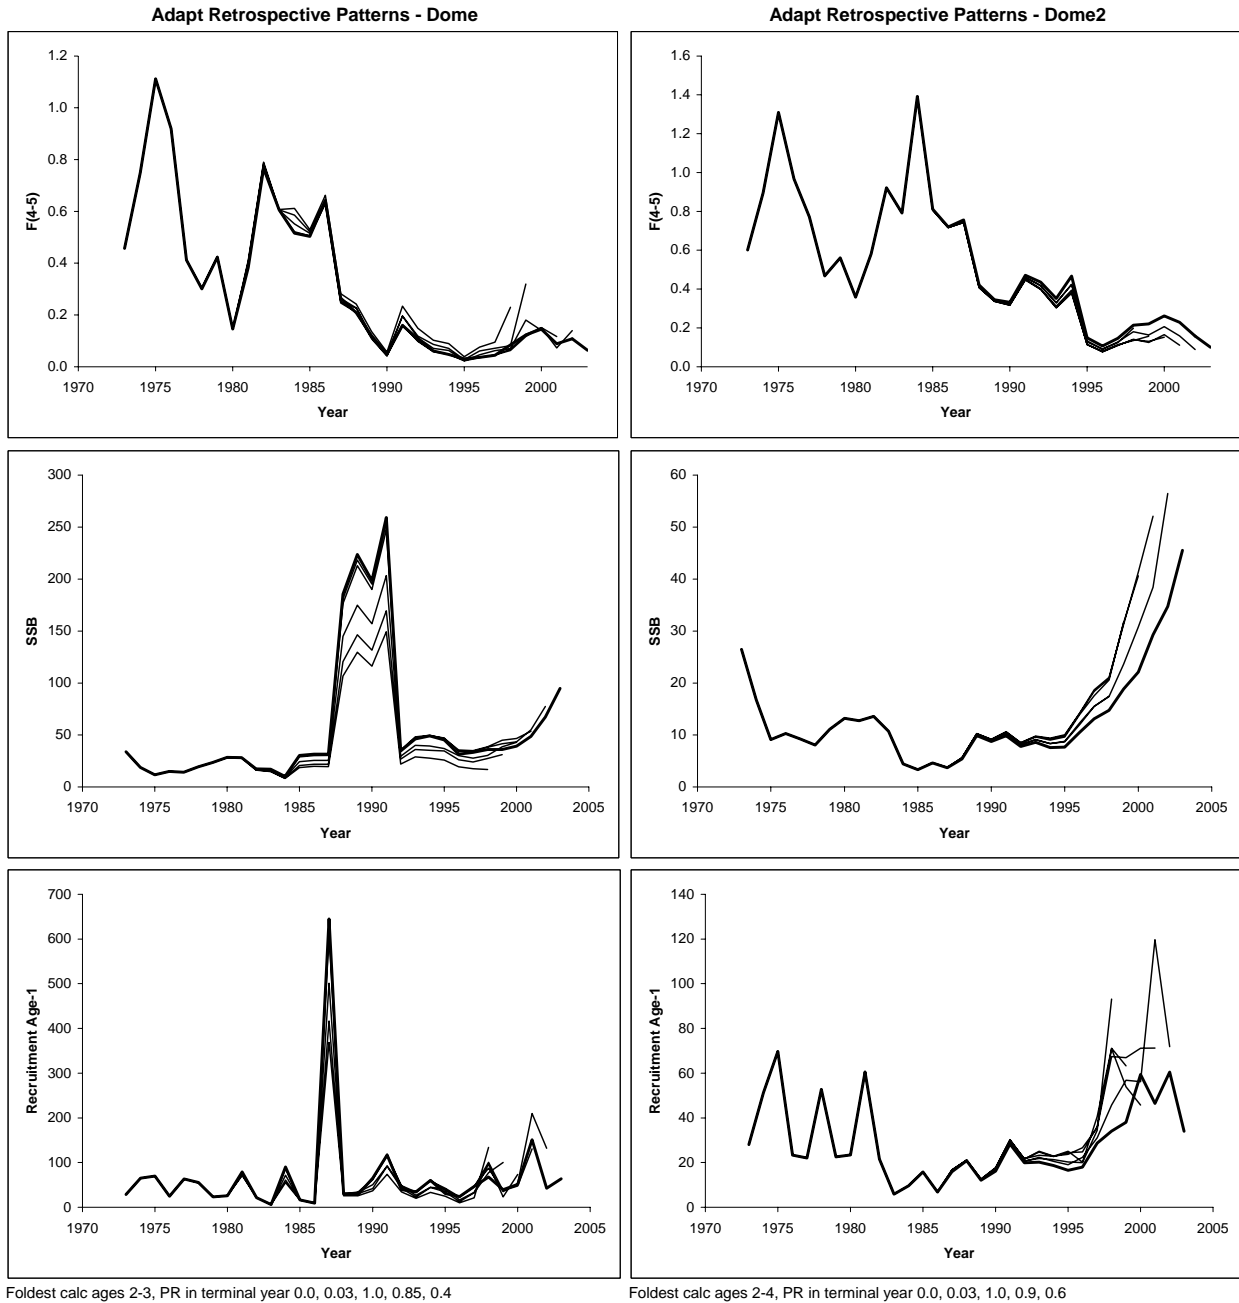 Adapt Retrospective Patterns - Dome
1.2
1.0
0.8
0.6
0.4
0.2
0.0
F(4-5)
1970 1975 1980 1985 1990 1995 2000
Year
300
250
200
150
100
50
0
SSB
1970 1975 1980 1985 1990 1995 2000 2005
Year
700
600
500
400
300
200
100
0
Recruitment Age-1
1970 1975 1980 1985 1990 1995 2000 2005
Year
Foldest calc ages 2-3, PR in terminal year 0.0, 0.03, 1.0, 0.85, 0.4
Adapt Retrospective Patterns - Dome2
1.6
1.4
1.2
1.0
0.8
0.6
0.4
0.2
0.0
F(4-5)
1970 1975 1980 1985 1990 1995 2000
Year
60
50
40
30
20
10
0
SSB
1970 1975 1980 1985 1990 1995 2000 2005
Year
140
120
100
80
60
40
20
0
Recruitment Age-1
1970 1975 1980 1985 1990 1995 2000 2005
Year
Foldest calc ages 2-4, PR in terminal year 0.0, 0.03, 1.0, 0.9, 0.6